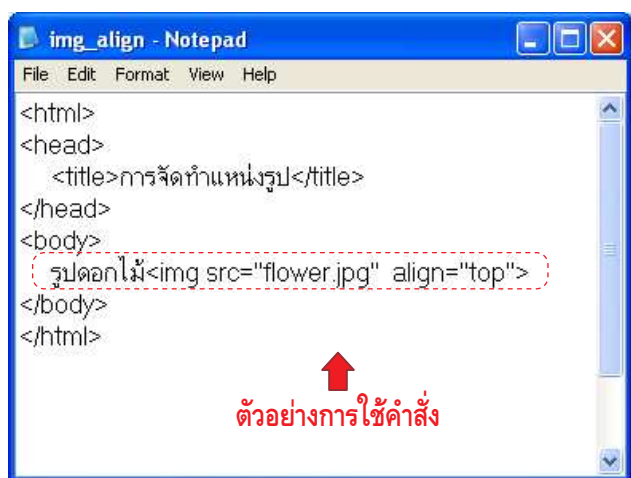 img_align - Notepad
File Edit Format View Help
<html>
<head>
<title>การจัดทำแหน่งรูป</title>
</head>
<body>
รูปดอกไม้<img src="flower.jpg" align="top">
</body>
</html>
ตัวอย่างการใช้คำสั่ง